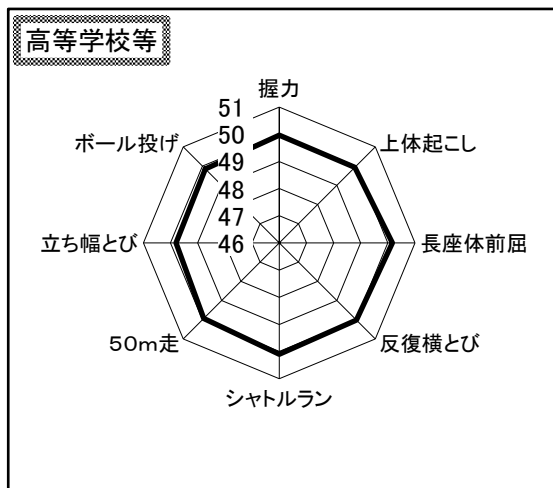 高等学校等
握力
51
50
49
48
47
46
上体起こし
長座体前屈
反復横とび
シャトルラン
50m走
立ち幅とび
ボール投げ